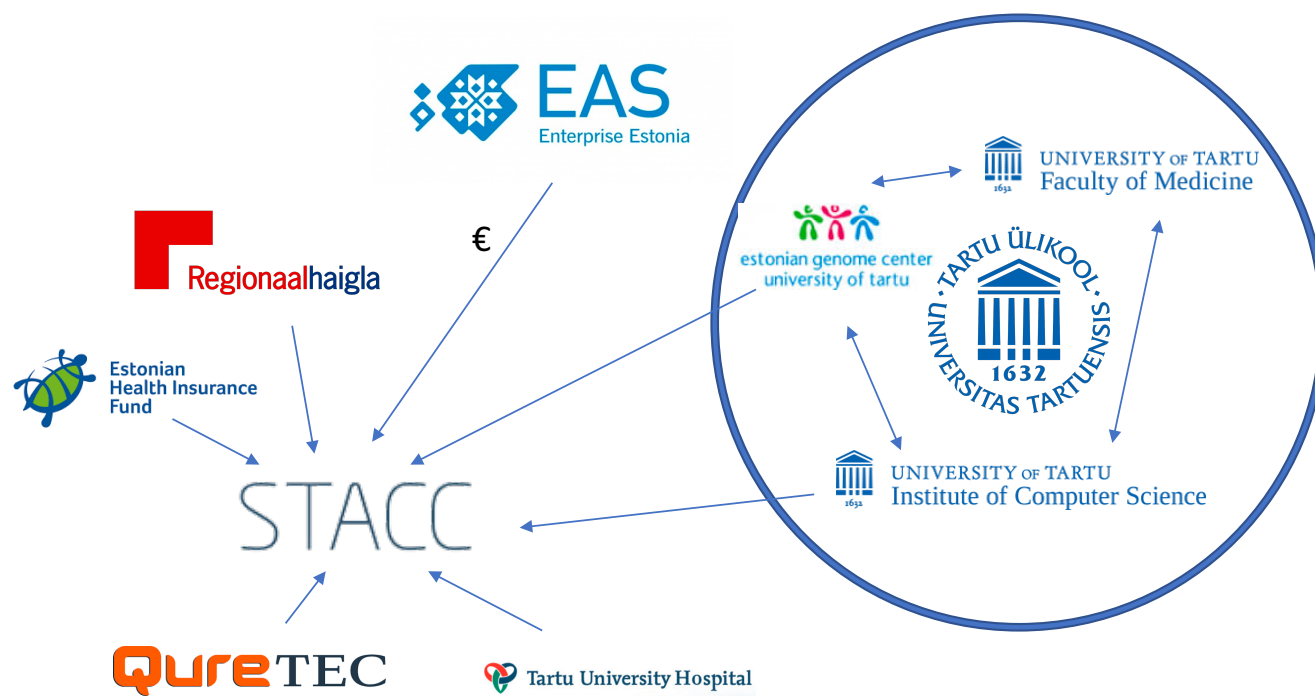 EAS
Enterprise Estonia
€
Regionaalhaigla
Estonian
Health Insurance
Fund
STACC
QureTEC
Tartu University Hospital
estonian genome center
university of tartu
UNIVERSITY OF TARTU
Faculty of Medicine
1632
TARTU ÜLIKOOL · UNIVERSITAS TARTUENSIS ·
1632
UNIVERSITY OF TARTU
Institute of Computer Science
1632